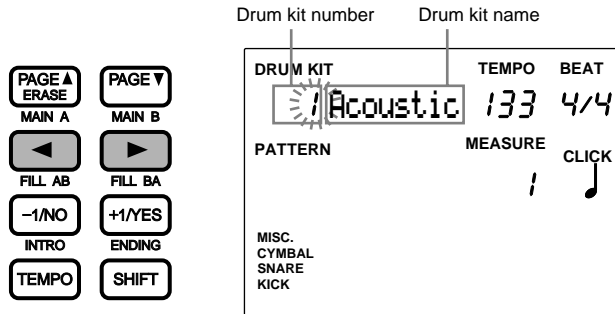 Drum kit number Drum kit name
PAGE▲ ERASE PAGE▼
MAIN A MAIN B
◀ ▶
FILL AB FILL BA
−1/NO +1/YES
INTRO ENDING
TEMPO SHIFT
DRUM KIT TEMPO BEAT
1 Acoustic 133 4/4
PATTERN MEASURE CLICK
1 ♩
MISC.
CYMBAL
SNARE
KICK